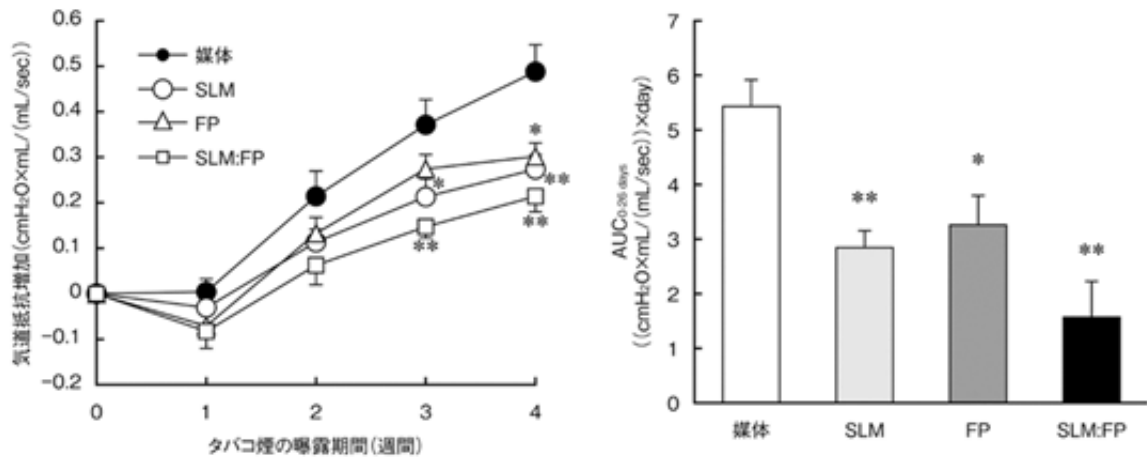 気道抵抗増加(cmH₂O×mL/(mL/sec))
0.6
0.5
0.4
0.3
0.2
0.1
0
−0.1
−0.2
媒体
SLM
FP
SLM:FP
*
*
**
**
**
0
1
2
3
4
タバコ煙の曝露期間(週間)
AUC₀₋₂₆ days
((cmH₂O×mL/(mL/sec))×day)
7
6
5
4
3
2
1
0
**
*
**
媒体
SLM
FP
SLM:FP